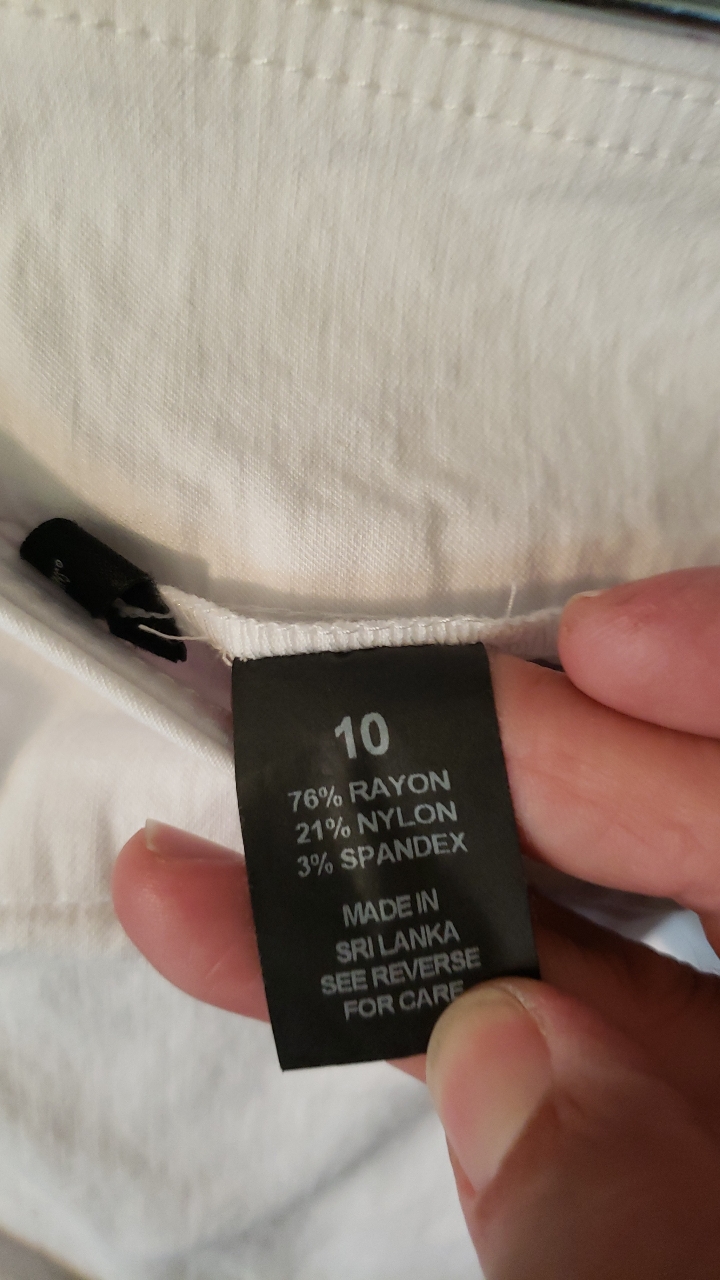 10
76% RAYON
21% NYLON
3% SPANDEX
MADE IN
SRI LANKA
SEE REVERSE
FOR CARE